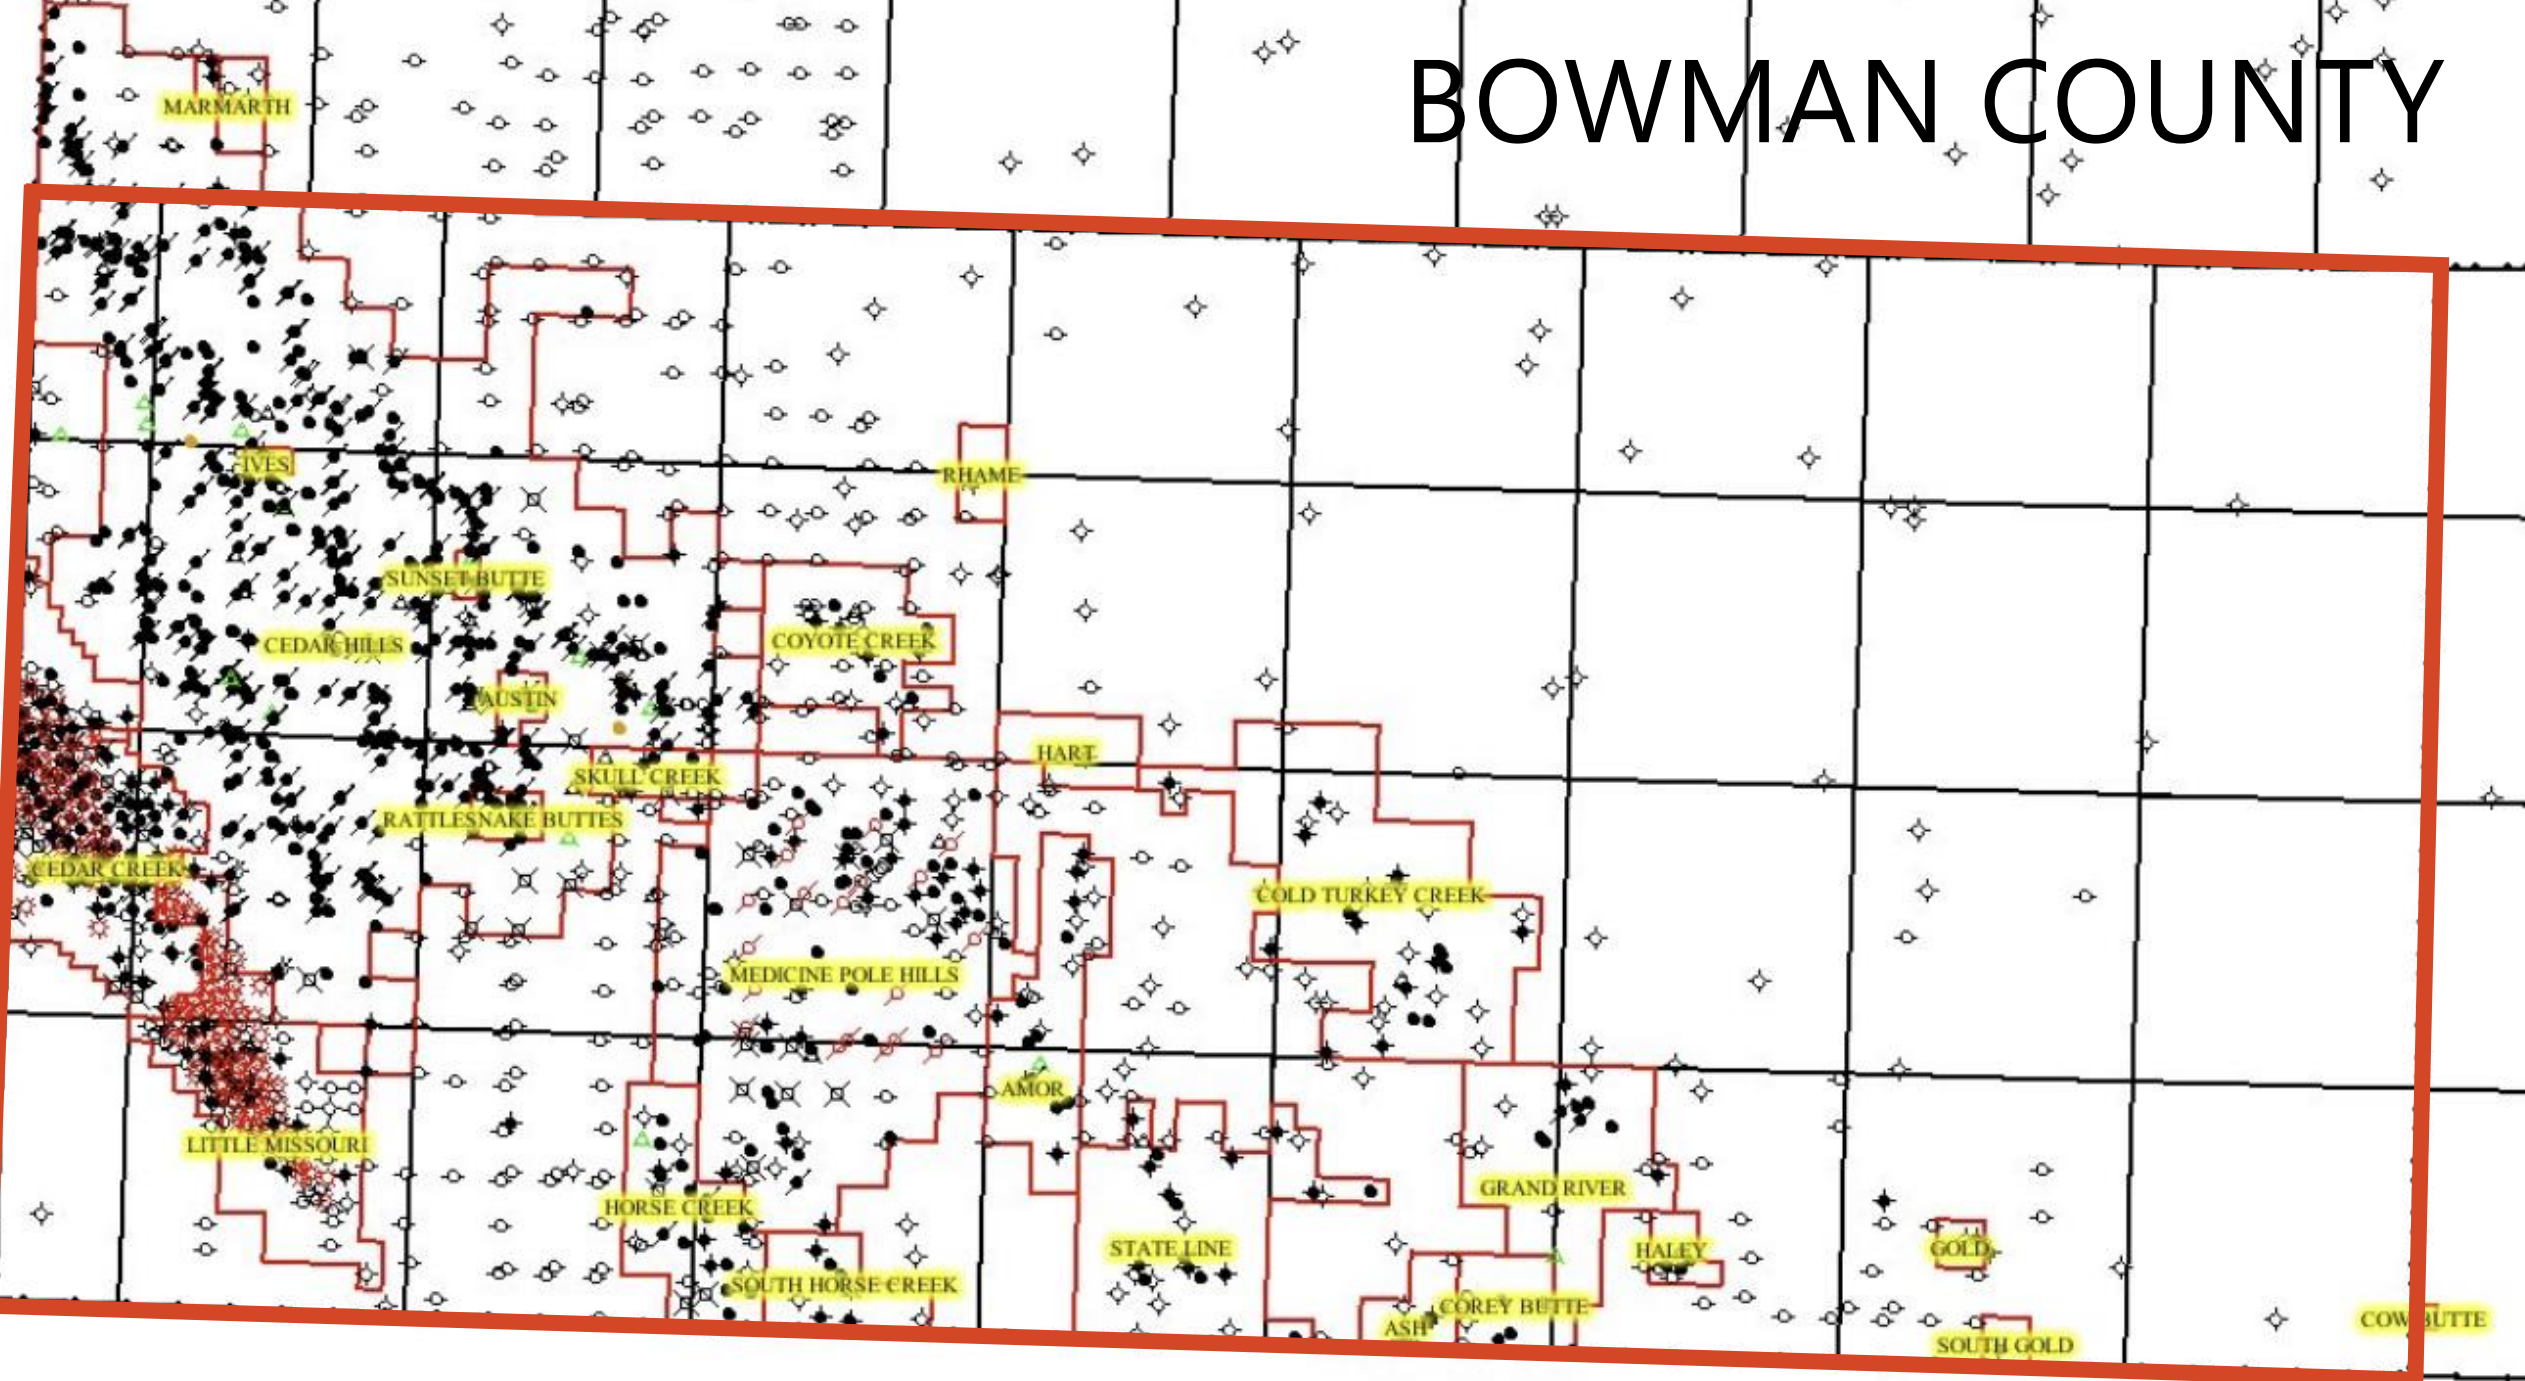 BOWMAN COUNTY
MARMARTH
IVES
RHAME
SUNSET BUTTE
CEDAR HILLS
COYOTE CREEK
AUSTIN
HART
SKULL CREEK
RATTLESNAKE BUTTES
CEDAR CREEK
COLD TURKEY CREEK
MEDICINE POLE HILLS
AMOR
LITTLE MISSOURI
GRAND RIVER
HORSE CREEK
STATE LINE
HALEY
GOLD
SOUTH HORSE CREEK
COREY BUTTE
COW BUTTE
ASH
SOUTH GOLD